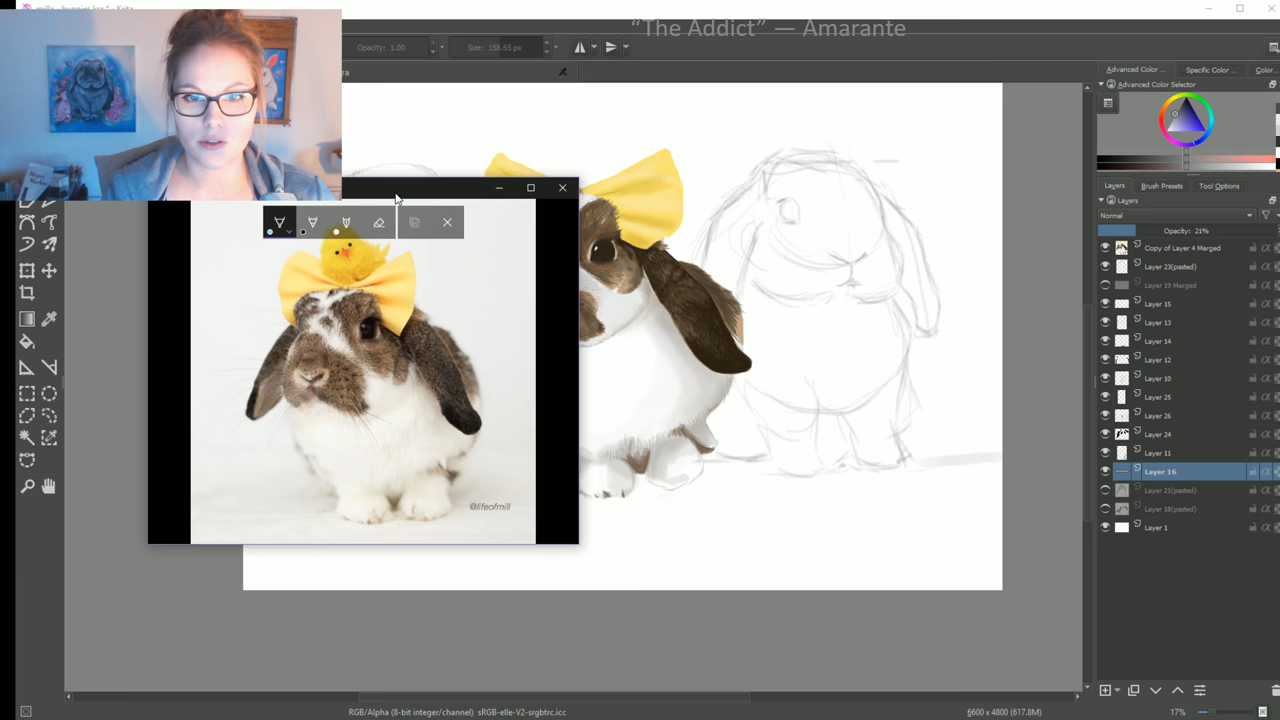 "The Addict" — Amarante
Opacity: 1.00
Size: 158.65 px
ra
Advanced Color ...
Specific Color ...
Color...
Advanced Color Selector
Layers
Brush Presets
Tool Options
Layers
Normal
Opacity: 21%
Copy of Layer 4 Merged
Layer 23(pasted)
Layer 19 Merged
Layer 15
Layer 13
Layer 14
Layer 12
Layer 10
Layer 25
Layer 26
Layer 24
Layer 11
Layer 16
Layer 21(pasted)
Layer 18(pasted)
Layer 1
@lifeofmill
RGB/Alpha (8-bit integer/channel) sRGB-elle-V2-srgbtrc.icc
6600 x 4800 (617.8M)
17%